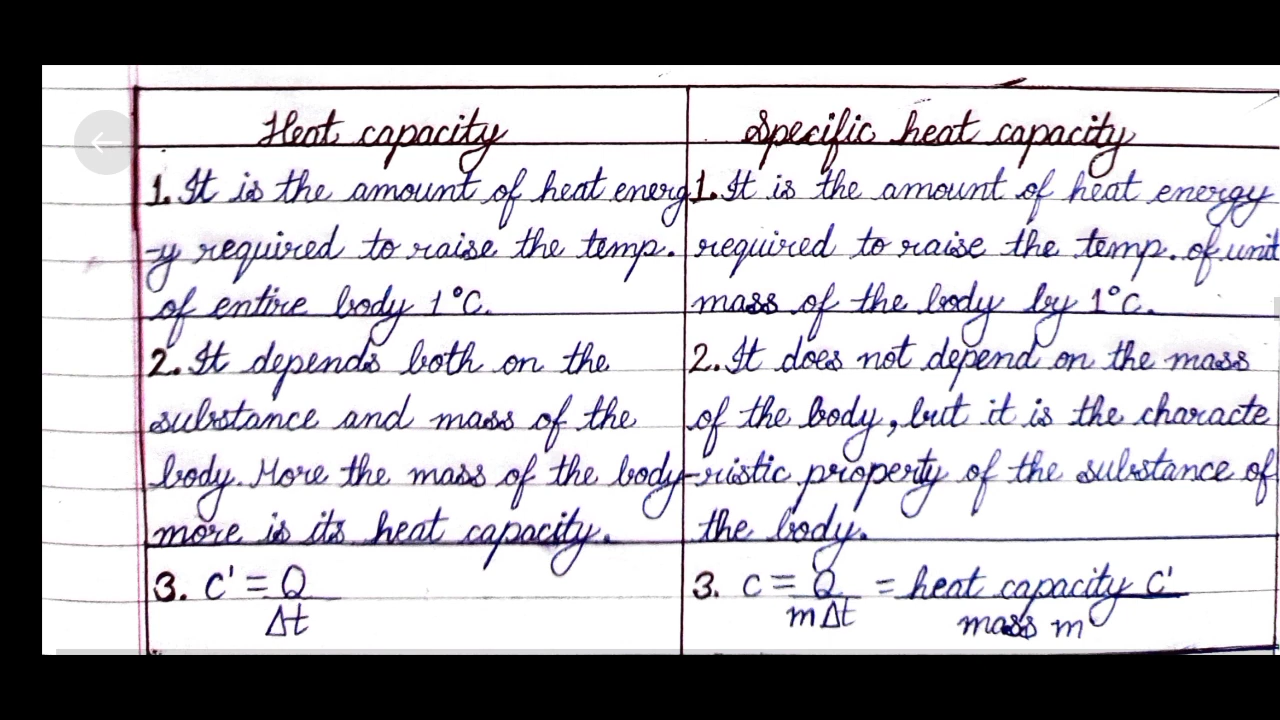 Heat capacity
1. It is the amount of heat energ
-y required to raise the temp.
of entire body 1°C.
2. It depends both on the
substance and mass of the
body. More the mass of the body
more is its heat capacity.
3. c' = Q
Δt
Specific heat capacity
1. It is the amount of heat energy
required to raise the temp. of unit
mass of the body by 1°C.
2. It does not depend on the mass
of the body, but it is the characte
-ristic property of the substance of
the body.
3. c = Q = heat capacity c'
m Δt mass m